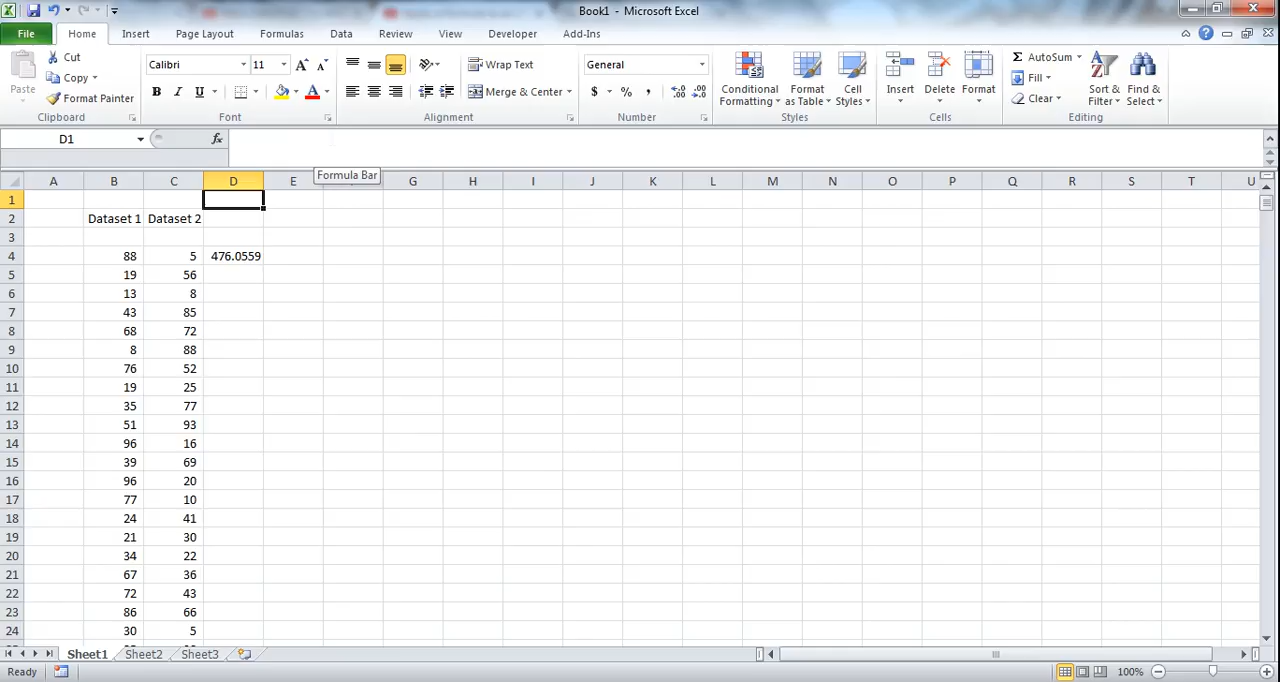 Book1 - Microsoft Excel
File Home Insert Page Layout Formulas Data Review View Developer Add-Ins
Paste
Cut
Copy
Format Painter
Clipboard
Calibri 11
B I U
Font
Wrap Text
Merge & Center
Alignment
General
$ % ,
Number
Conditional Formatting
Format as Table
Cell Styles
Styles
Insert Delete Format
Cells
Σ AutoSum
Fill
Clear
Sort & Filter
Find & Select
Editing
D1 fx
Formula Bar
A B C D E G H I J K L M N O P Q R S T U
1
2 Dataset 1 Dataset 2
3
4 88 5 476.0559
5 19 56
6 13 8
7 43 85
8 68 72
9 8 88
10 76 52
11 19 25
12 35 77
13 51 93
14 96 16
15 39 69
16 96 20
17 77 10
18 24 41
19 21 30
20 34 22
21 67 36
22 72 43
23 86 66
24 30 5
Sheet1 Sheet2 Sheet3
Ready 100%